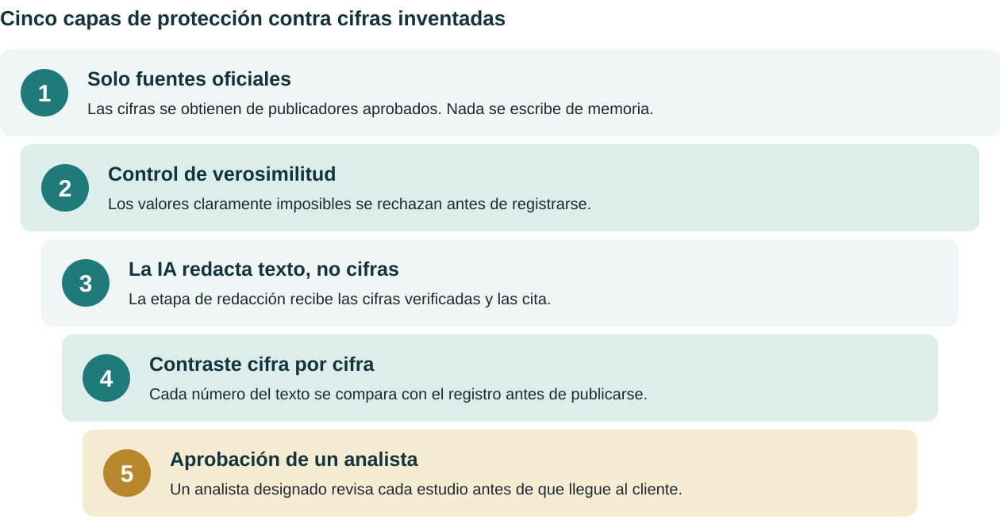 Cinco capas de protección contra cifras inventadas
1
Solo fuentes oficiales
Las cifras se obtienen de publicadores aprobados. Nada se escribe de memoria.
2
Control de verosimilitud
Los valores claramente imposibles se rechazan antes de registrarse.
3
La IA redacta texto, no cifras
La etapa de redacción recibe las cifras verificadas y las cita.
4
Contraste cifra por cifra
Cada número del texto se compara con el registro antes de publicarse.
5
Aprobación de un analista
Un analista designado revisa cada estudio antes de que llegue al cliente.